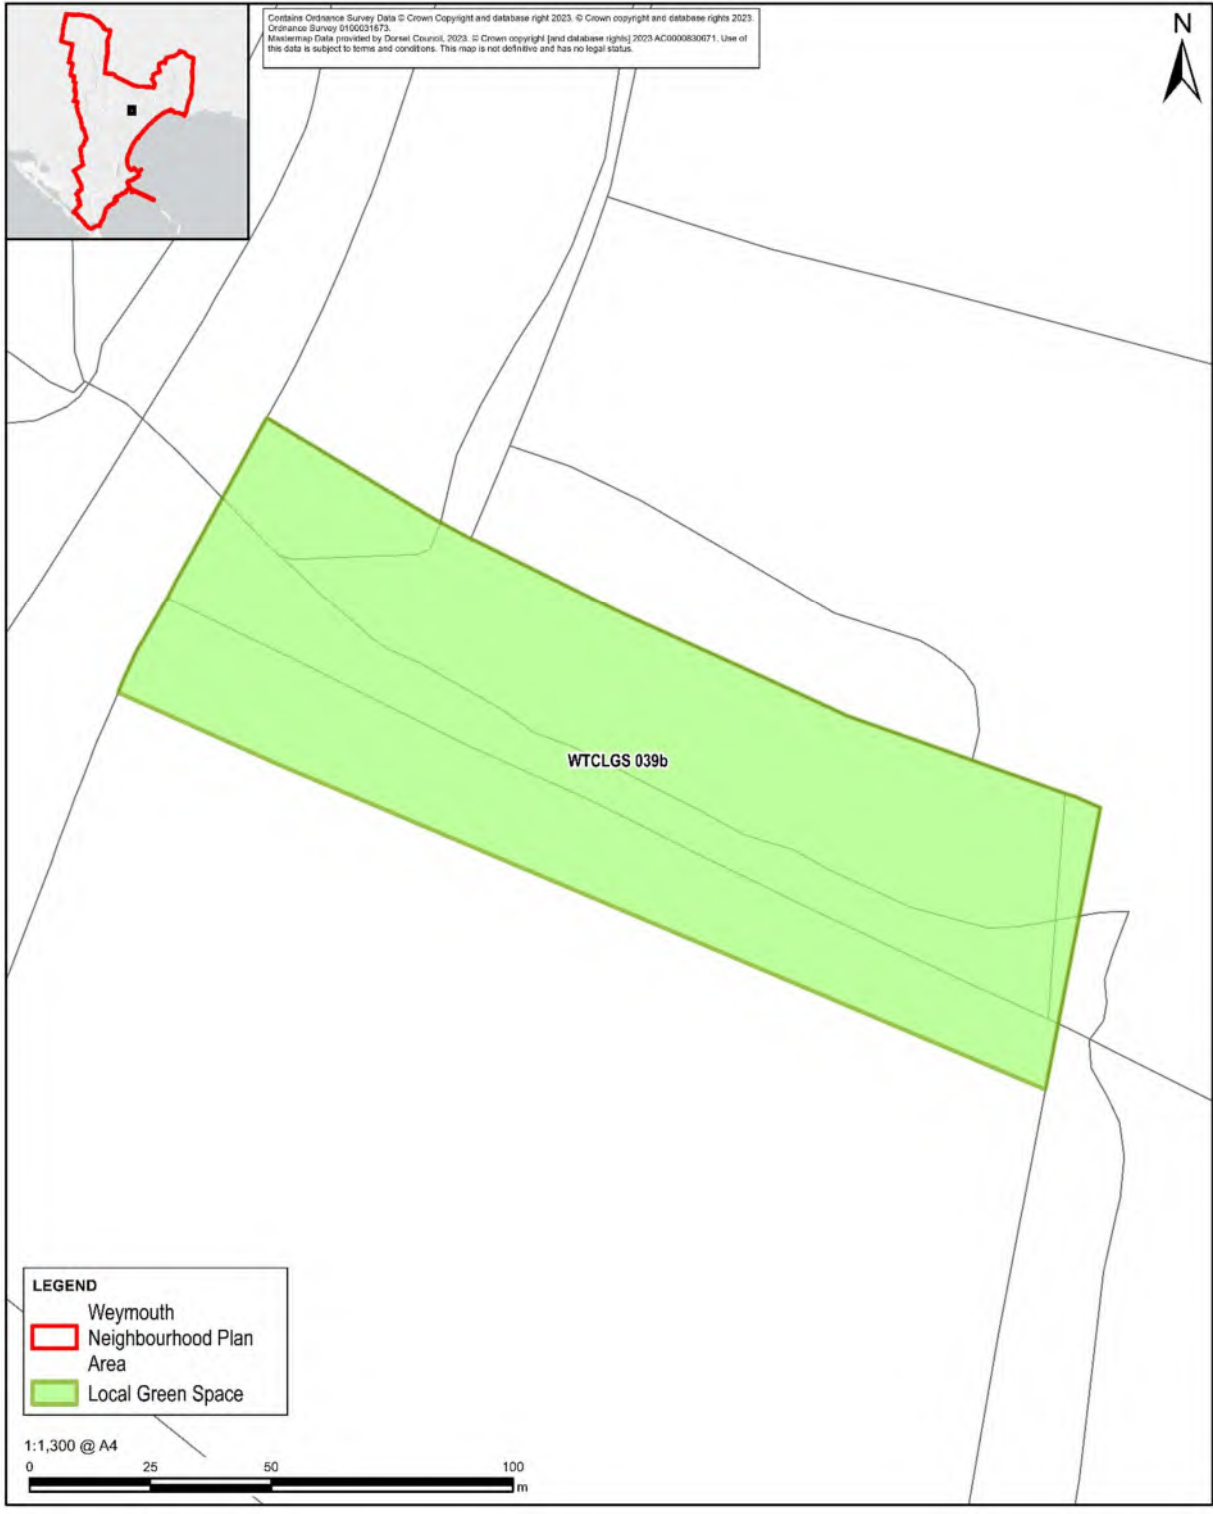 Contains Ordnance Survey Data © Crown Copyright and database right 2023. © Crown copyright and database rights 2023.
Ordnance Survey 0100031673.
Mastermap Data provided by Dorset Council, 2023. © Crown copyright [and database rights] 2023 AC0000830671. Use of
this data is subject to terms and conditions. This map is not definitive and has no legal status.
N
WTCLGS 039b
LEGEND
Weymouth
Neighbourhood Plan
Area
Local Green Space
1:1,300 @ A4
0 25 50 100
m